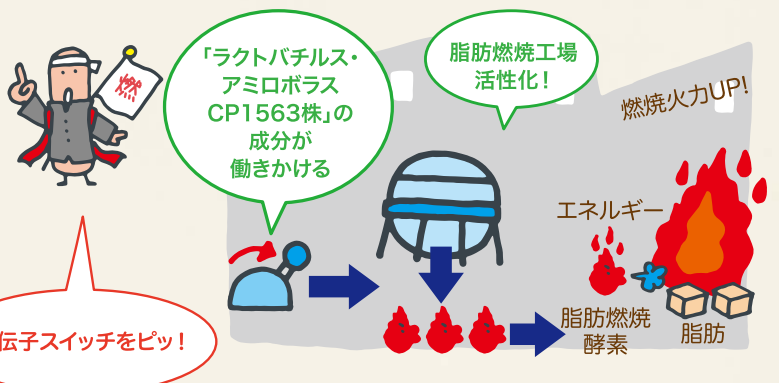 燃
「ラクトバチルス・
アミロボラス
CP1563株」の
成分が
働きかける
脂肪燃焼工場
活性化！
燃焼火力UP!
エネルギー
脂肪燃焼
酵素
脂肪
伝子スイッチをピッ！